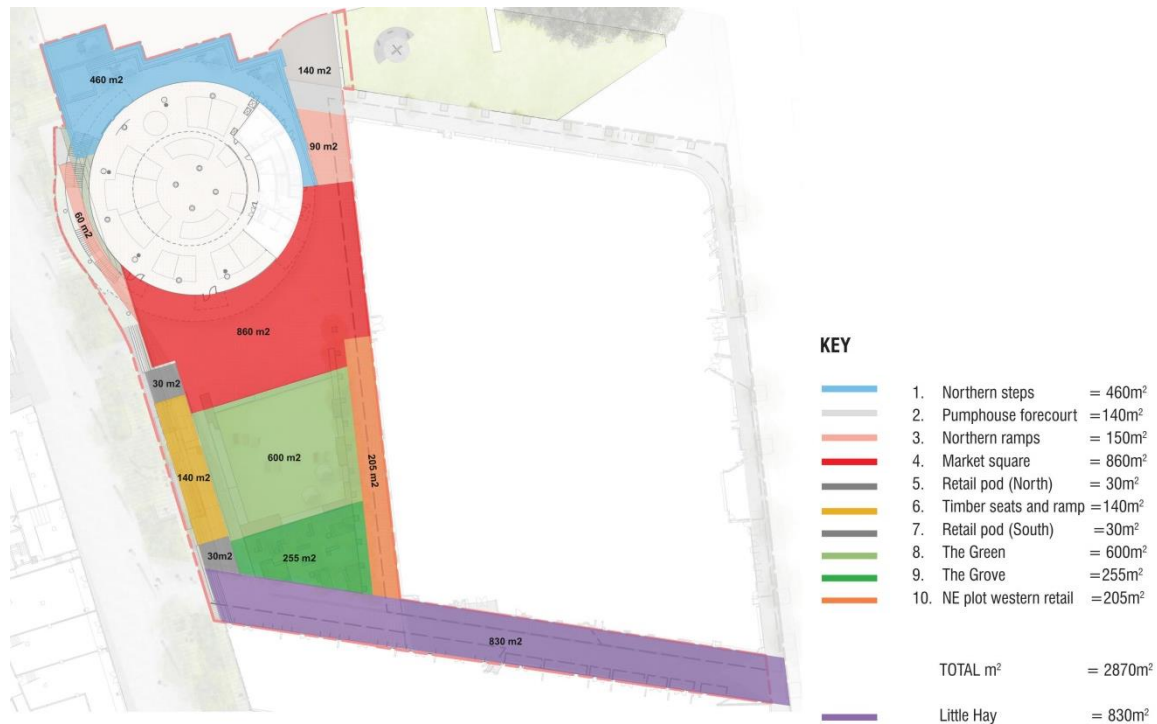 460 m2
140 m2
90 m2
60 m2
860 m2
30 m2
140 m2
600 m2
205 m2
30m2
255 m2
830 m2
KEY
1. Northern steps = 460m²
2. Pumphouse forecourt =140m²
3. Northern ramps = 150m²
4. Market square = 860m²
5. Retail pod (North) = 30m²
6. Timber seats and ramp =140m²
7. Retail pod (South) =30m²
8. The Green = 600m²
9. The Grove =255m²
10. NE plot western retail =205m²
TOTAL m² = 2870m²
Little Hay = 830m²